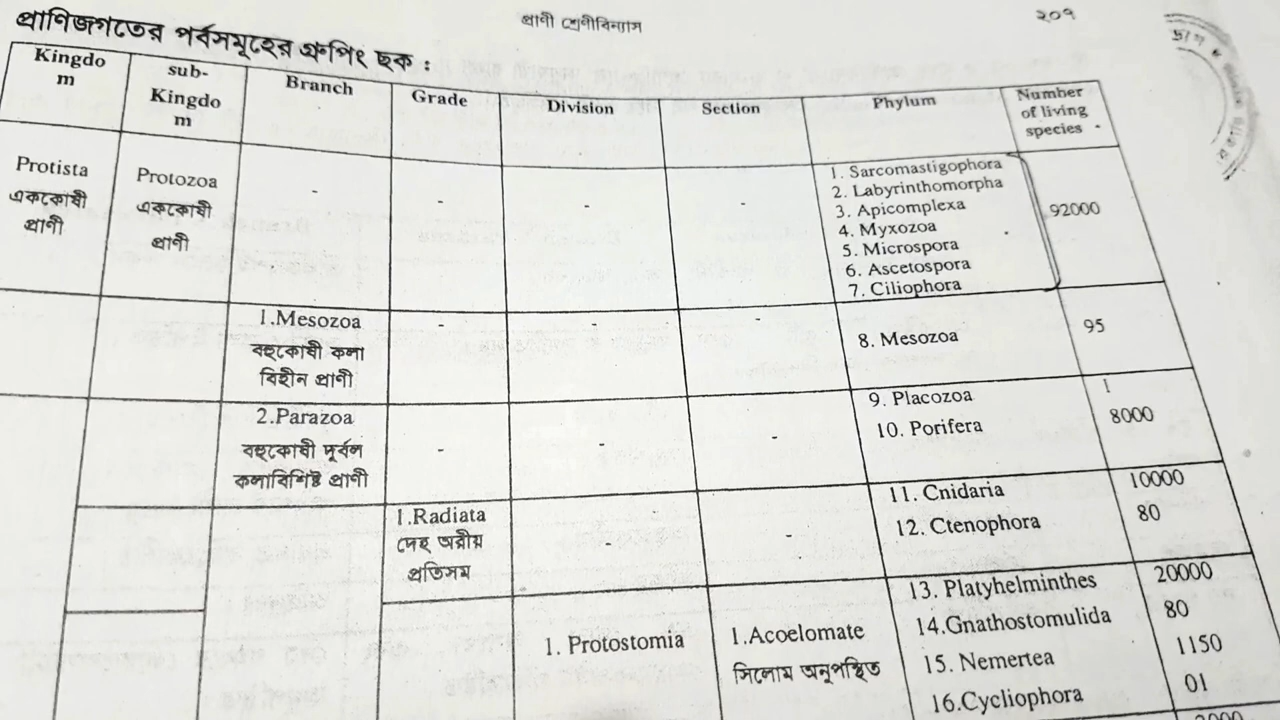 প্রাণী শ্রেণীবিন্যাস
২০৭
প্রাণিজগতের পর্বসমূহের গ্রুপিং ছক :
Kingdo
m
sub-
Kingdo
m
Branch
Grade
Division
Section
Phylum
Number
of living
species
Protista
এককোষী
প্রাণী
Protozoa
এককোষী
প্রাণী
-
-
-
-
1. Sarcomastigophora
2. Labyrinthomorpha
3. Apicomplexa
4. Myxozoa
5. Microspora
6. Ascetospora
7. Ciliophora
92000
1.Mesozoa
বহুকোষী কলা
বিহীন প্রাণী
-
-
-
8. Mesozoa
95
2.Parazoa
বহুকোষী দুর্বল
কলাবিশিষ্ট প্রাণী
-
-
-
9. Placozoa
1
10. Porifera
8000
1.Radiata
দেহ অরীয়
প্রতিসম
-
-
11. Cnidaria
10000
12. Ctenophora
80
1. Protostomia
1.Acoelomate
সিলোম অনুপস্থিত
13. Platyhelminthes
20000
14.Gnathostomulida
80
15. Nemertea
1150
16.Cycliophora
01